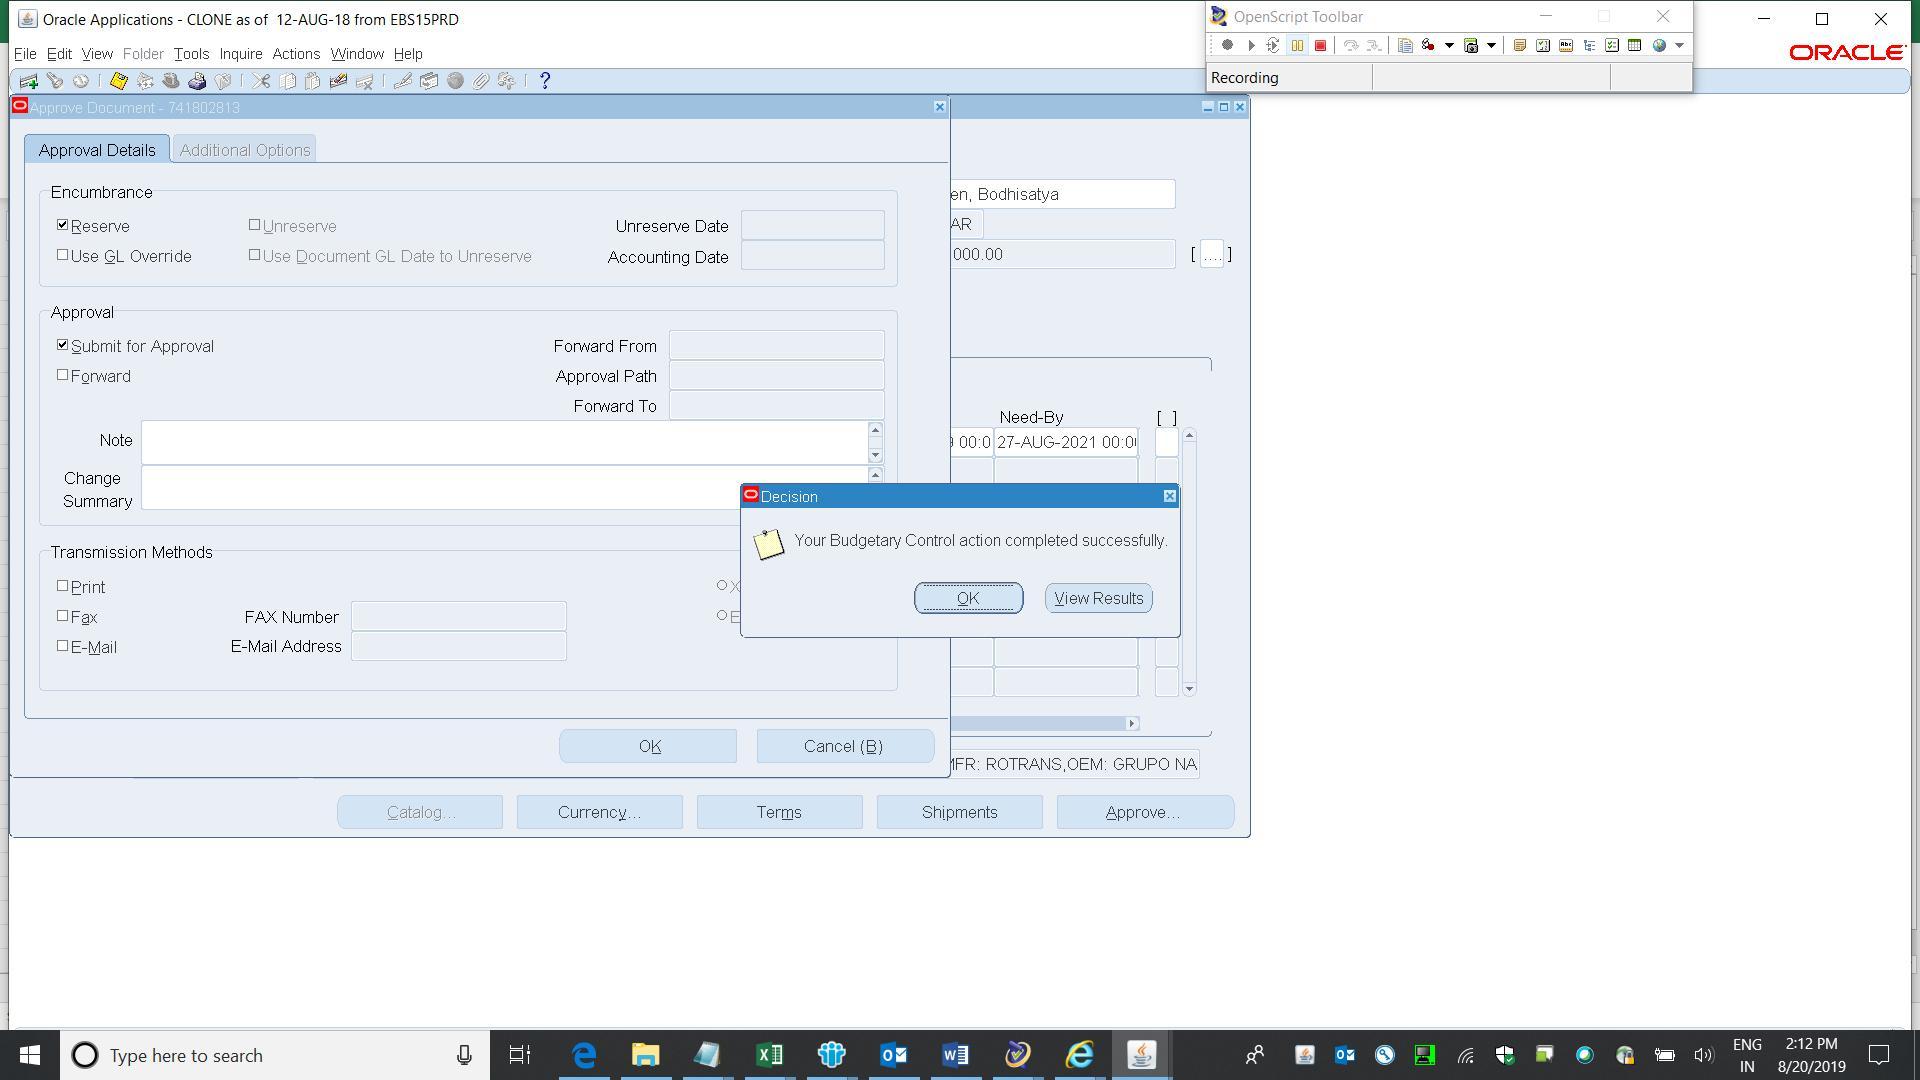 Oracle Applications - CLONE as of 12-AUG-18 from EBS15PRD
File Edit View Folder Tools Inquire Actions Window Help
OpenScript Toolbar
Recording
ORACLE
Approve Document - 741802813
Approval Details
Additional Options
Encumbrance
Reserve
Unreserve
Unreserve Date
Use GL Override
Use Document GL Date to Unreserve
Accounting Date
en, Bodhisatya
AR
000.00
[ .... ]
Approval
Submit for Approval
Forward From
Forward
Approval Path
Forward To
Note
Change
Summary
Need-By
[ ]
00:0
27-AUG-2021 00:0
Decision
Your Budgetary Control action completed successfully.
OK
View Results
Transmission Methods
Print
X
Fax
FAX Number
E
E-Mail
E-Mail Address
OK
Cancel (B)
MFR: ROTRANS,OEM: GRUPO NA
Catalog...
Currency...
Terms
Shipments
Approve...
Type here to search
ENG
IN
2:12 PM
8/20/2019